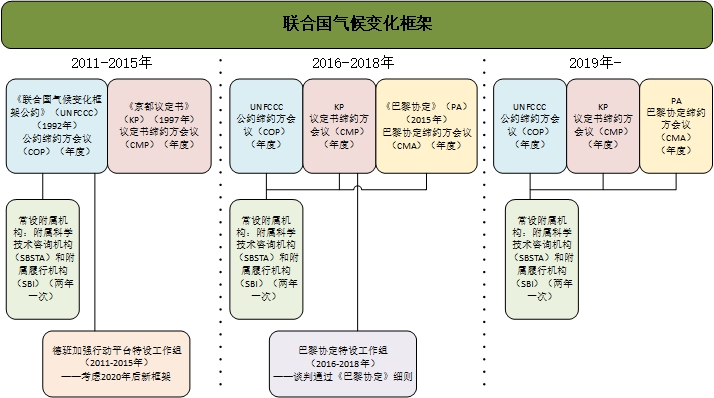 联合国气候变化框架
2011-2015年
2016-2018年
2019年-
《联合国气候变化框
架公约》（UNFCCC）
（1992年）
公约缔约方会议
（COP）（年度）
《京都议定书》
（KP）（1997年）
议定书缔约方会议
（CMP）（年度）
UNFCCC
公约缔约方会议
（COP）（年度）
KP
议定书缔约方
会议（CMP）
（年度）
《巴黎协定》（PA）
（2015年）
巴黎协定缔约方会议
（CMA）（年度）
UNFCCC
公约缔约方会议
（COP）（年度）
KP
议定书缔约方
会议（CMP）
（年度）
PA
巴黎协定缔约
方会议
（CMA）（年
度）
常设附属机
构：附属科学
技术咨询机构
（SBSTA）和附
属履行机构
（SBI）（两年
一次）
常设附属机
构：附属科学
技术咨询机构
（SBSTA）和附
属履行机构
（SBI）（两年
一次）
常设附属机
构：附属科学
技术咨询机构
（SBSTA）和附
属履行机构
（SBI）（两年
一次）
德班加强行动平台特设工作组
（2011-2015年）
——考虑2020年后新框架
巴黎协定特设工作组
（2016-2018年）
——谈判通过《巴黎协定》细则